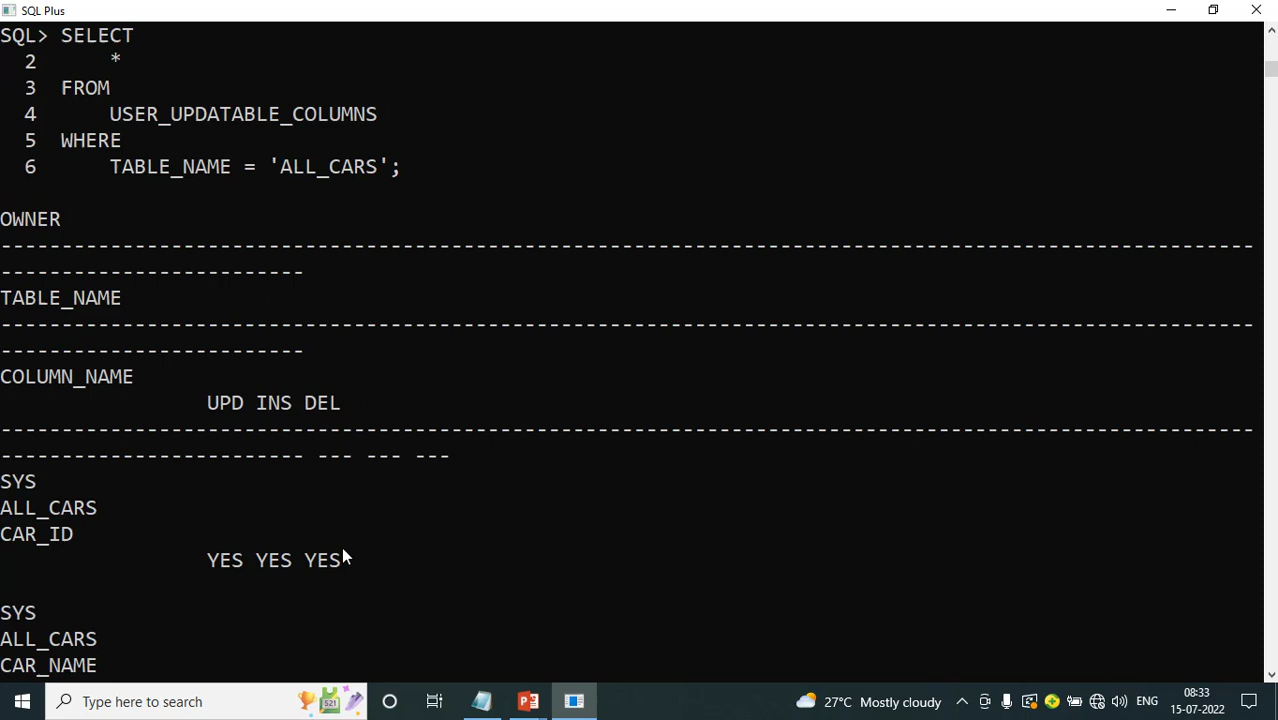 SQL Plus
SQL> SELECT
2 *
3 FROM
4 USER_UPDATABLE_COLUMNS
5 WHERE
6 TABLE_NAME = 'ALL_CARS';
OWNER
--------------------------------------------------------------------------------------------------------
-------------------------
TABLE_NAME
--------------------------------------------------------------------------------------------------------
-------------------------
COLUMN_NAME
UPD INS DEL
--------------------------------------------------------------------------------------------------------
------------------------- --- --- ---
SYS
ALL_CARS
CAR_ID
YES YES YES
SYS
ALL_CARS
CAR_NAME
Type here to search
521
27°C Mostly cloudy
ENG
08:33
15-07-2022